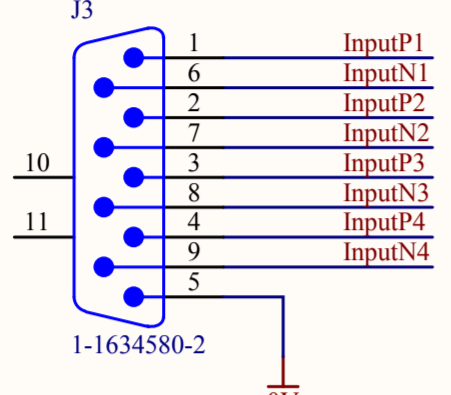 J3
1 InputP1
6 InputN1
2 InputP2
7 InputN2
10 3 InputP3
8 InputN3
11 4 InputP4
9 InputN4
5
1-1634580-2